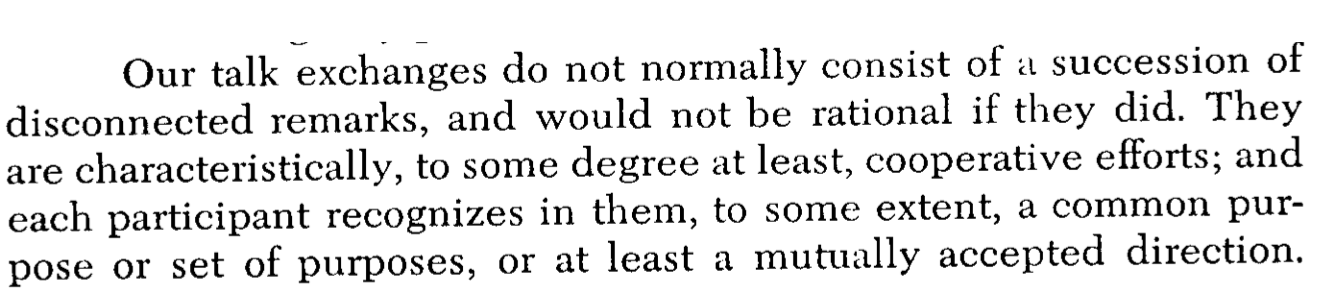 Our talk exchanges do not normally consist of a succession of
disconnected remarks, and would not be rational if they did. They
are characteristically, to some degree at least, cooperative efforts; and
each participant recognizes in them, to some extent, a common pur-
pose or set of purposes, or at least a mutually accepted direction.